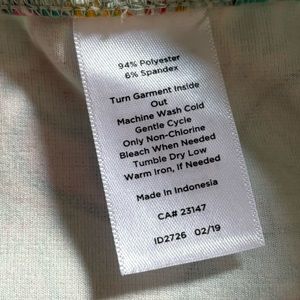 94% Polyester
6% Spandex
Turn Garment Inside
Out
Machine Wash Cold
Gentle Cycle
Only Non-Chlorine
Bleach When Needed
Tumble Dry Low
Warm Iron, if Needed
Made In Indonesia
CA# 23147
ID2726 02/19